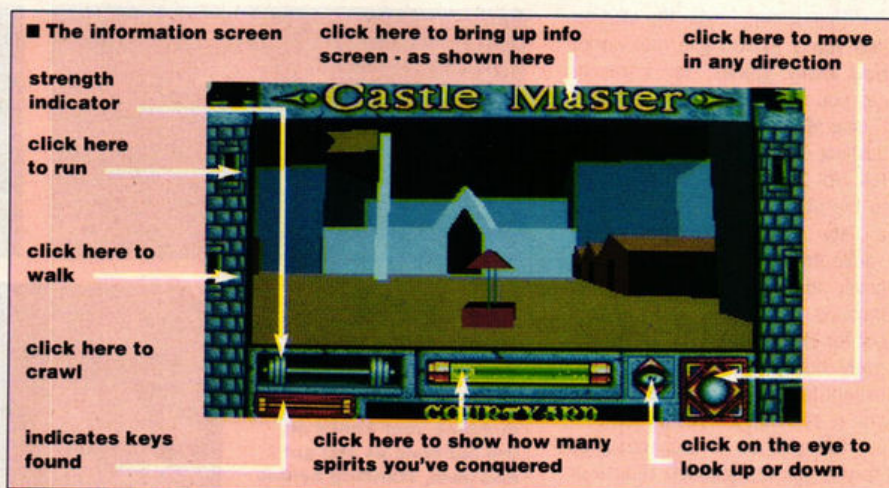 ■ The information screen
click here to bring up info
screen - as shown here
click here to move
in any direction
strength
indicator
Castle Master
click here
to run
click here to
walk
click here to
crawl
indicates keys
found
COURTYARD
click here to show how many
spirits you've conquered
click on the eye to
look up or down